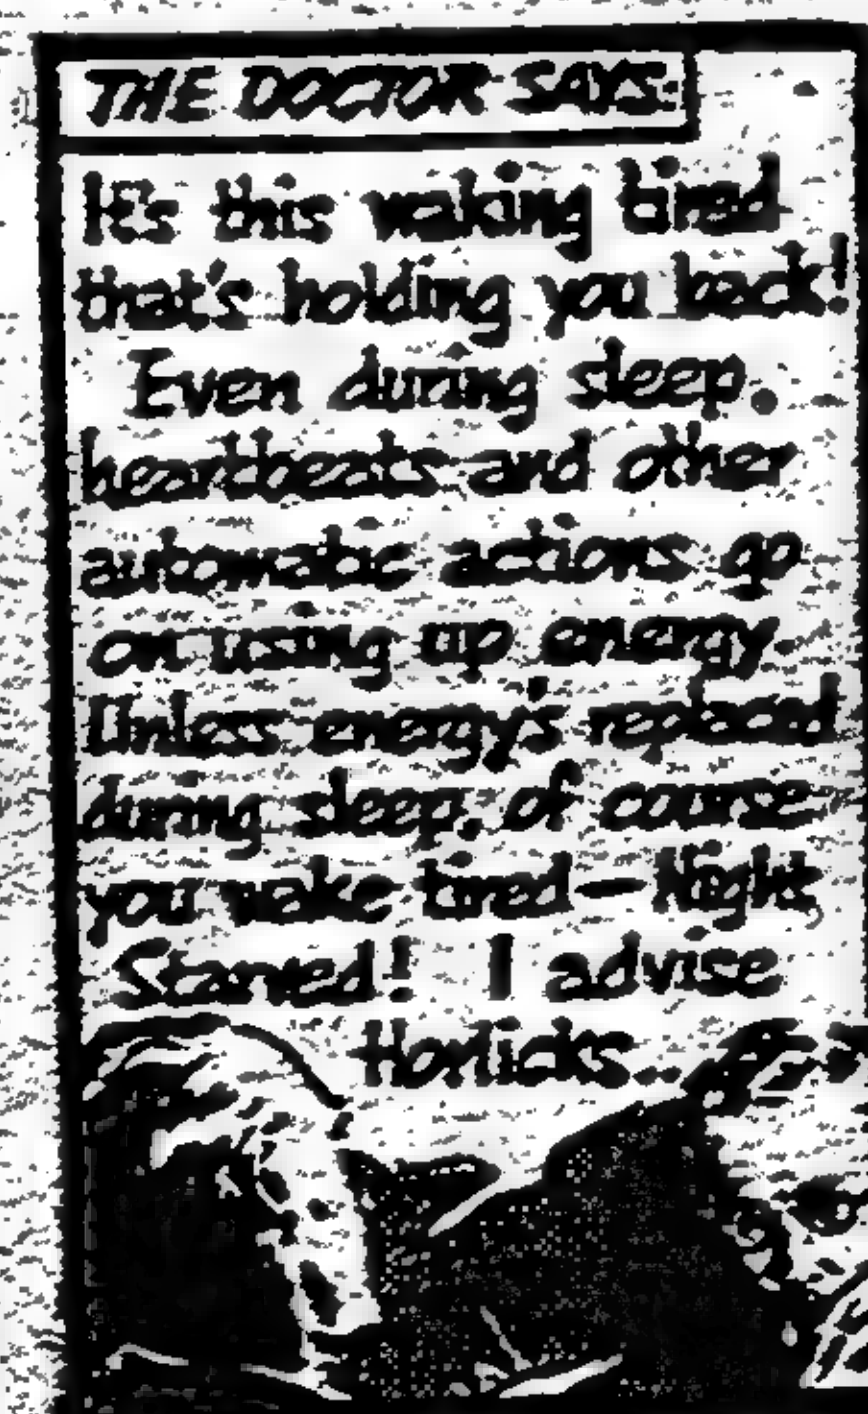 THE DOCTOR SAYS:
It's this waking tired
that's holding you back!
Even during sleep.
heartbeats and other
automatic actions go
on using up energy.
Unless energy's replaced
during sleep, of course
you wake tired — Night
Starved! I advise
Horlicks...